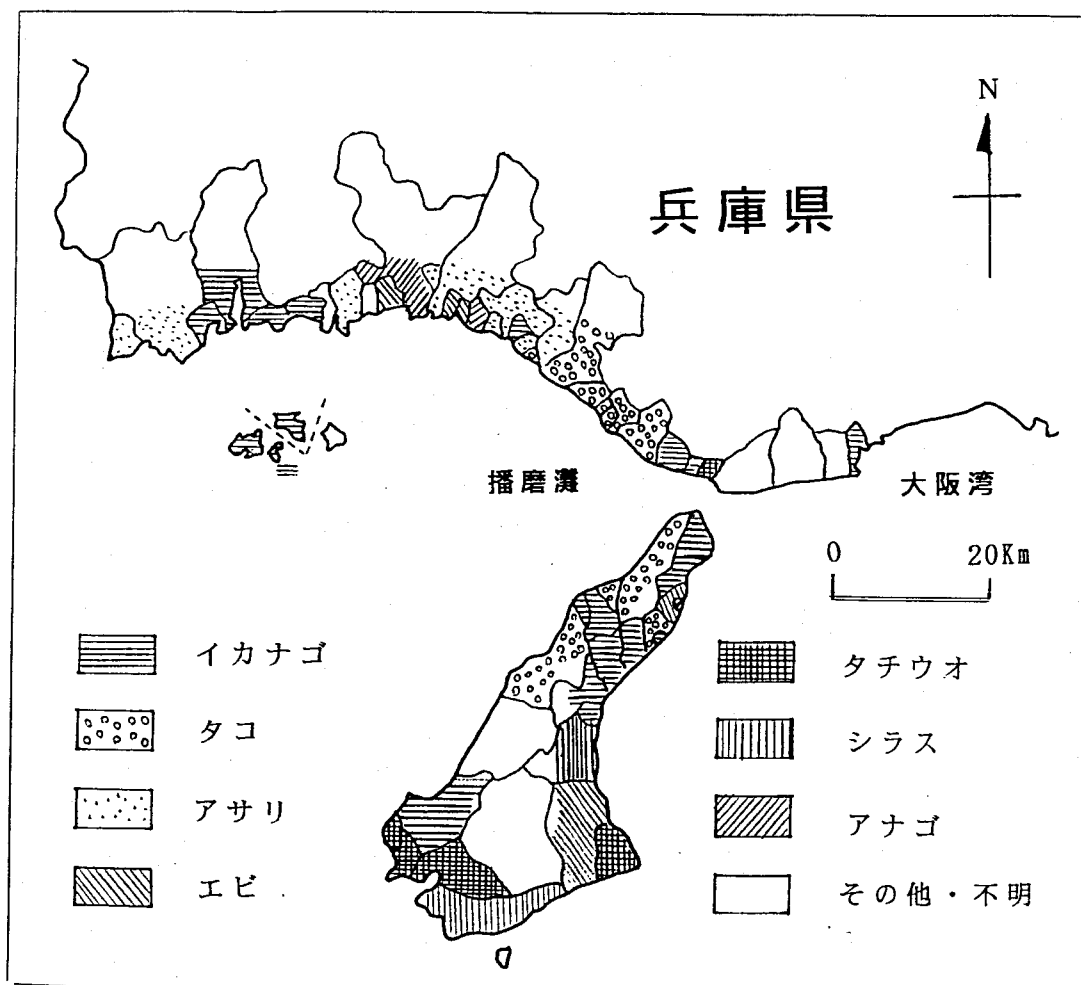 N
兵庫県
播磨灘
大阪湾
0 20Km
イカナゴ
タコ
アサリ
エビ
タチウオ
シラス
アナゴ
その他・不明